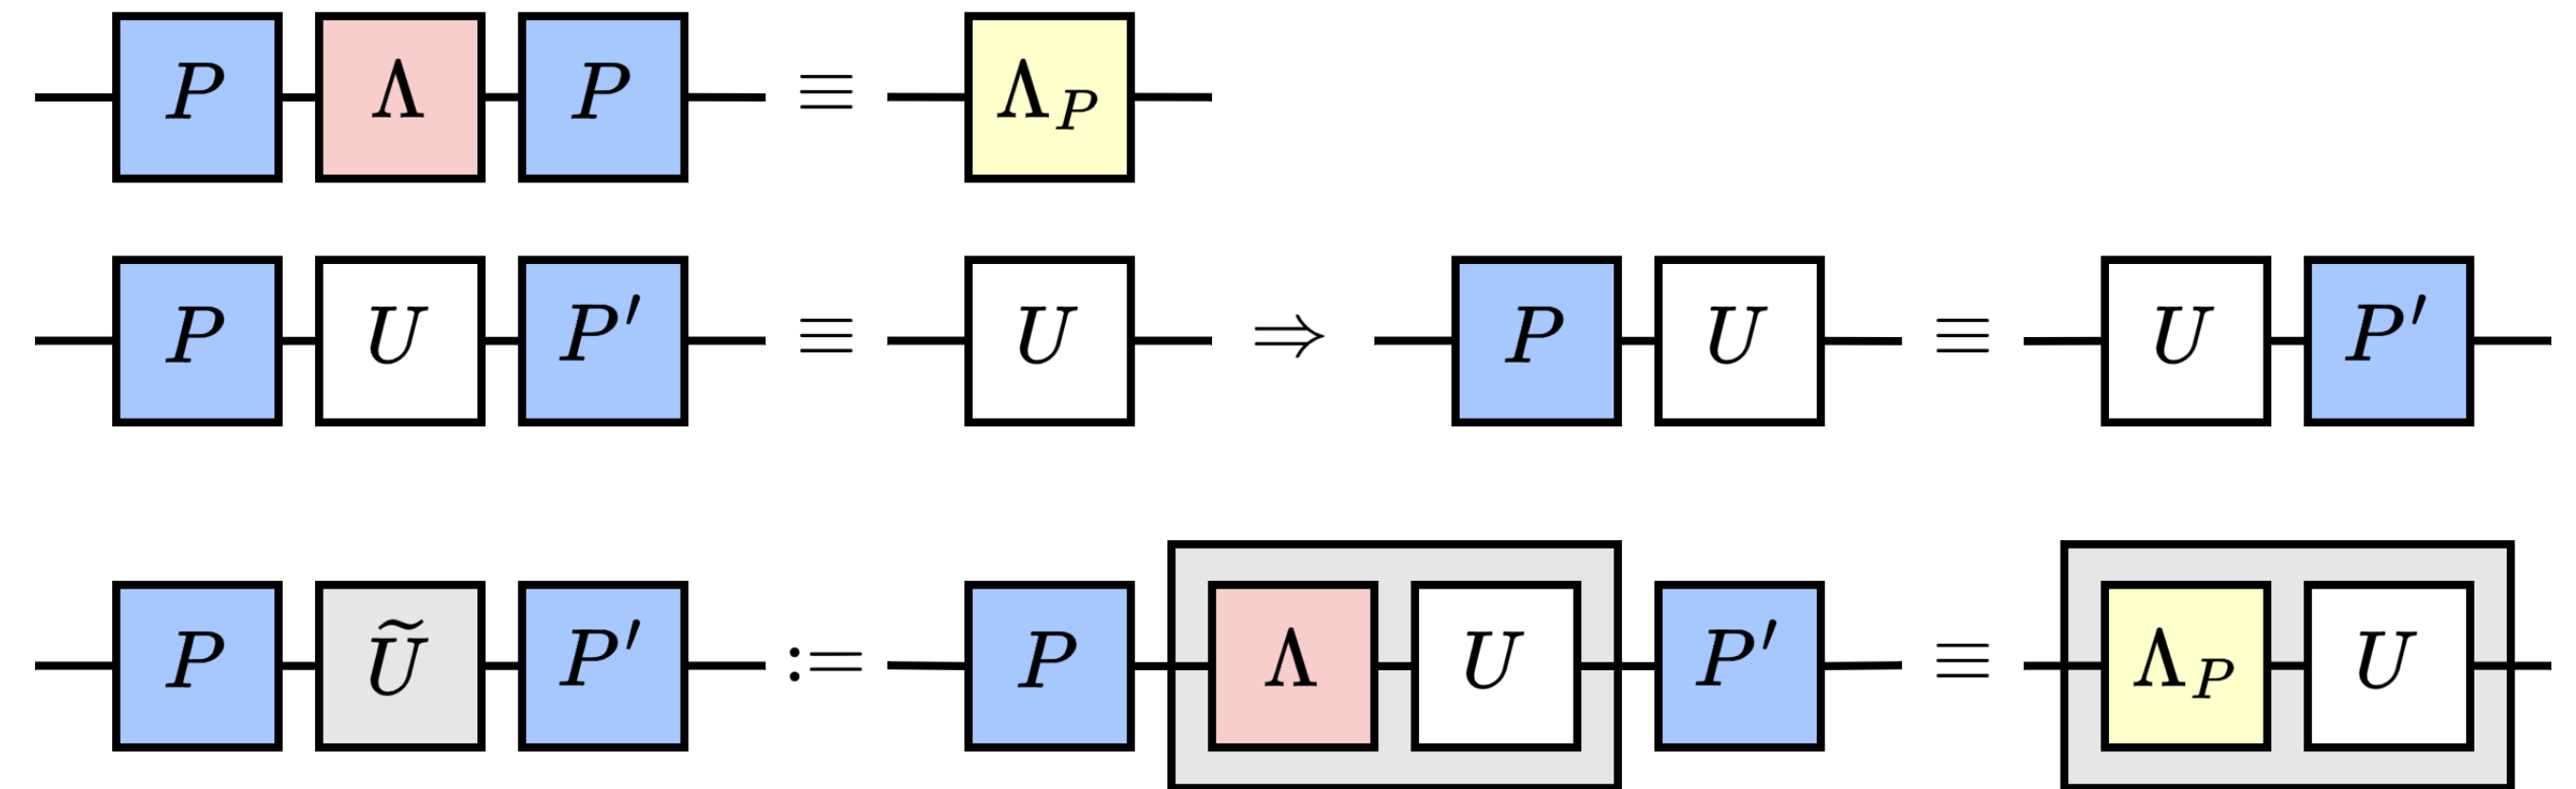 P Λ P ≡ Λ_P
P U P′ ≡ U ⇒ P U ≡ U P′
P Ũ P′ := P Λ U P′ ≡ Λ_P U